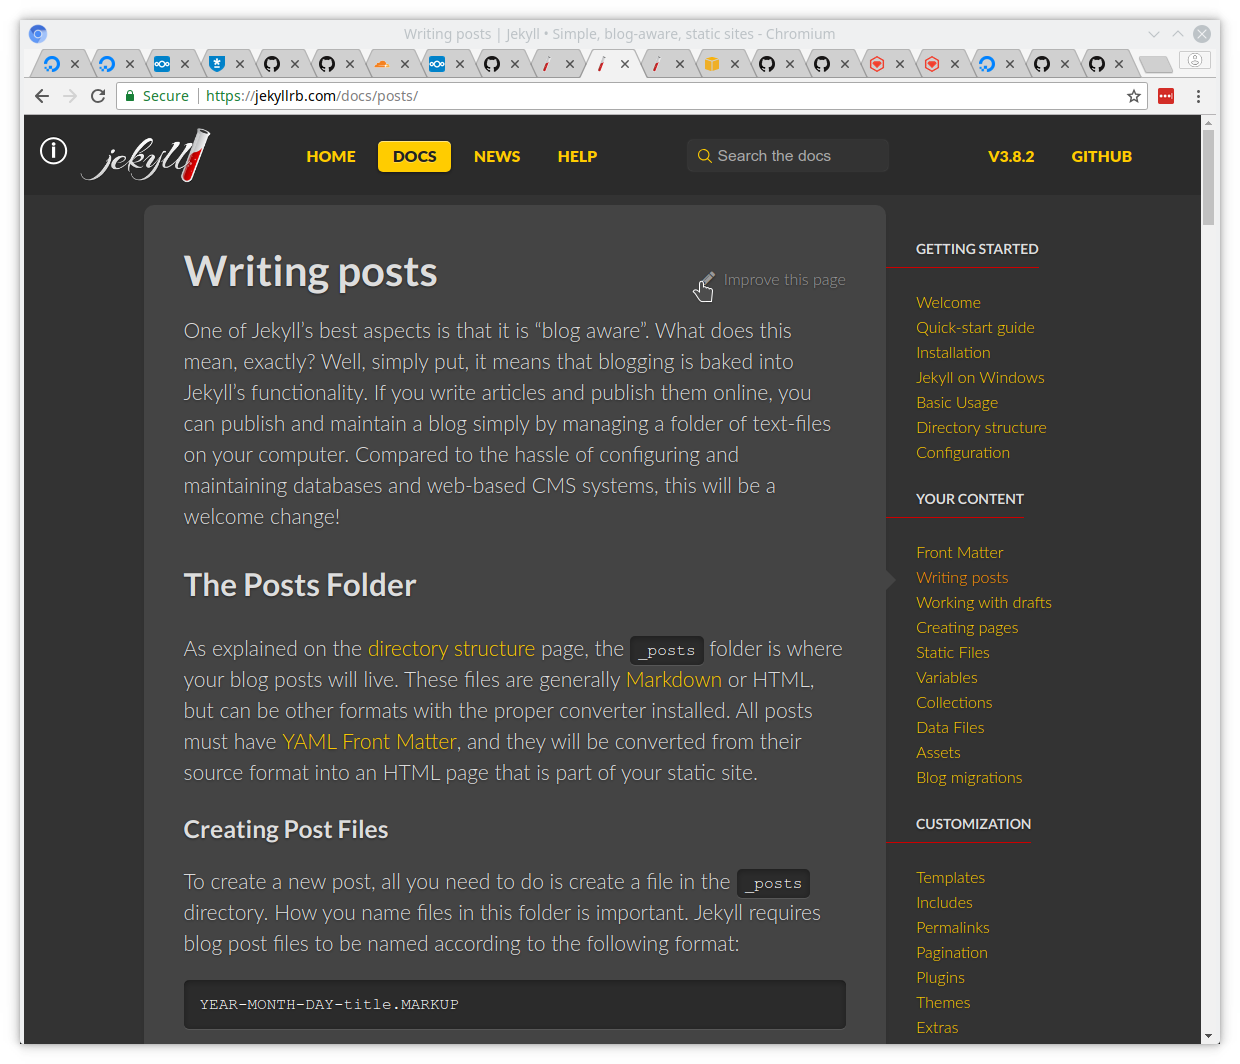 Writing posts | Jekyll • Simple, blog-aware, static sites - Chromium
Secure | https://jekyllrb.com/docs/posts/
jekyll
HOME DOCS NEWS HELP Search the docs V3.8.2 GITHUB
Writing posts
Improve this page
One of Jekyll’s best aspects is that it is “blog aware”. What does this
mean, exactly? Well, simply put, it means that blogging is baked into
Jekyll’s functionality. If you write articles and publish them online, you
can publish and maintain a blog simply by managing a folder of text-files
on your computer. Compared to the hassle of configuring and
maintaining databases and web-based CMS systems, this will be a
welcome change!
The Posts Folder
As explained on the directory structure page, the _posts folder is where
your blog posts will live. These files are generally Markdown or HTML,
but can be other formats with the proper converter installed. All posts
must have YAML Front Matter, and they will be converted from their
source format into an HTML page that is part of your static site.
Creating Post Files
To create a new post, all you need to do is create a file in the _posts
directory. How you name files in this folder is important. Jekyll requires
blog post files to be named according to the following format:
YEAR-MONTH-DAY-title.MARKUP
GETTING STARTED
Welcome
Quick-start guide
Installation
Jekyll on Windows
Basic Usage
Directory structure
Configuration
YOUR CONTENT
Front Matter
Writing posts
Working with drafts
Creating pages
Static Files
Variables
Collections
Data Files
Assets
Blog migrations
CUSTOMIZATION
Templates
Includes
Permalinks
Pagination
Plugins
Themes
Extras